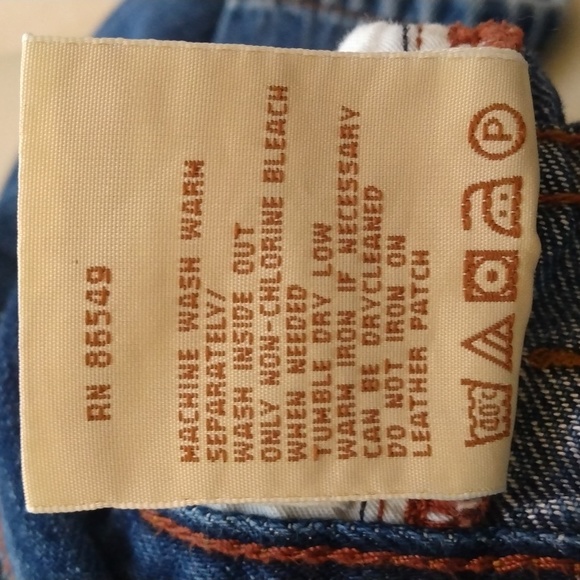 RN 86549
MACHINE WASH WARM
SEPARATELY/
WASH INSIDE OUT
ONLY NON-CHLORINE BLEACH
WHEN NEEDED
TUMBLE DRY LOW
WARM IRON IF NECESSARY
CAN BE DRYCLEANED
DO NOT IRON ON
LEATHER PATCH
P